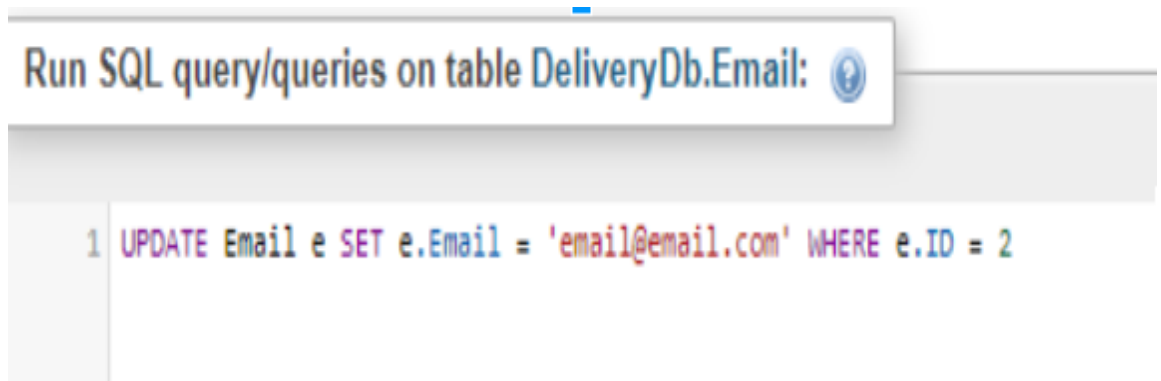 Run SQL query/queries on table DeliveryDb.Email:
1 UPDATE Email e SET e.Email = 'email@email.com' WHERE e.ID = 2